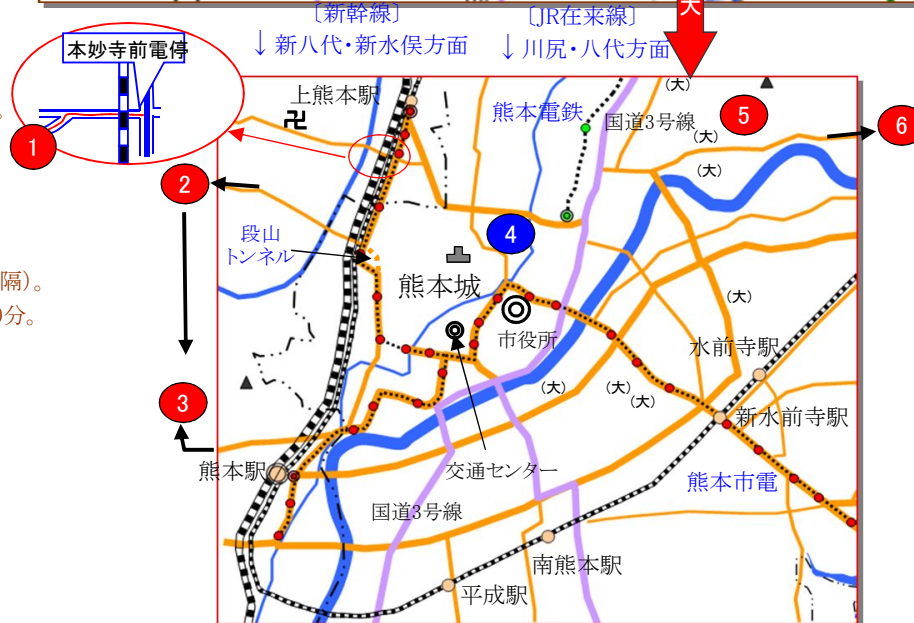 大
〔新幹線〕
〔JR在来線〕
↓ 新八代・新水俣方面
↓ 川尻・八代方面
本妙寺前電停
。
1
上熊本駅
卍
熊本電鉄
国道3号線
(大)
5
(大)
6
(大)
2
4
段山
トンネル
熊本城
隔)。
分。
市役所
(大)
水前寺駅
3
(大)
(大)
(大)
新水前寺駅
熊本駅
交通センター
熊本市電
国道3号線
南熊本駅
平成駅